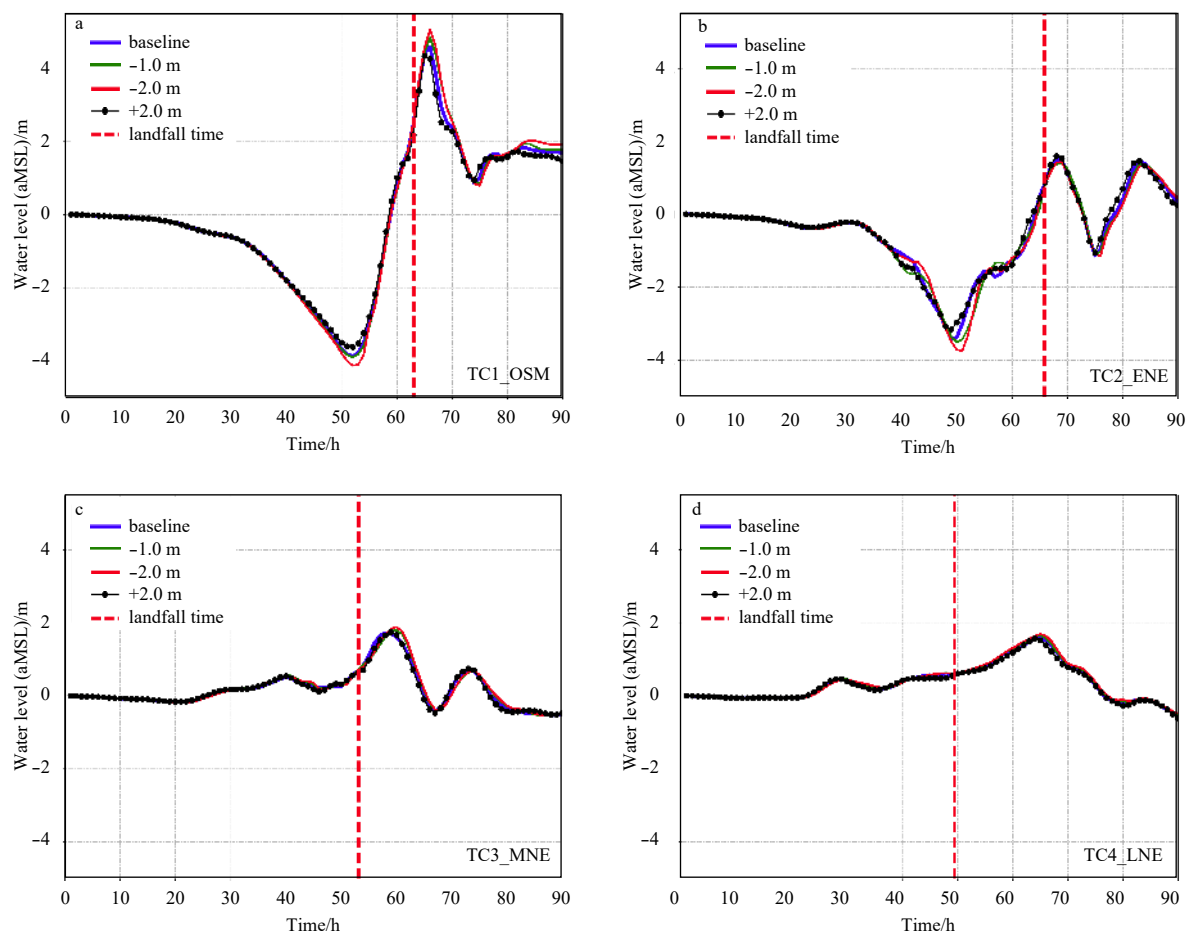 a
baseline
−1.0 m
−2.0 m
+2.0 m
landfall time
4
2
0
−2
−4
Water level (aMSL)/m
TC1_OSM
0 10 20 30 40 50 60 70 80 90
Time/h
b
baseline
−1.0 m
−2.0 m
+2.0 m
landfall time
4
2
0
−2
−4
Water level (aMSL)/m
TC2_ENE
0 10 20 30 40 50 60 70 80 90
Time/h
c
baseline
−1.0 m
−2.0 m
+2.0 m
landfall time
4
2
0
−2
−4
Water level (aMSL)/m
TC3_MNE
0 10 20 30 40 50 60 70 80 90
Time/h
d
baseline
−1.0 m
−2.0 m
+2.0 m
landfall time
4
2
0
−2
−4
Water level (aMSL)/m
TC4_LNE
0 10 20 30 40 50 60 70 80 90
Time/h